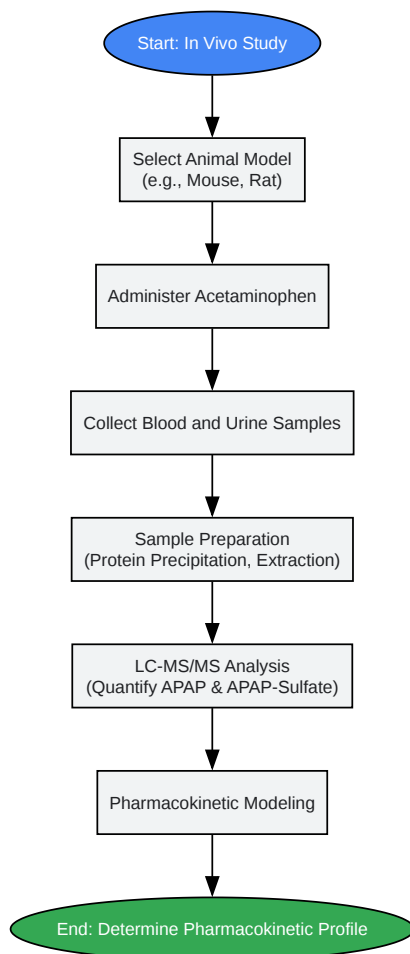 Start: In Vivo Study
Select Animal Model
(e.g., Mouse, Rat)
Administer Acetaminophen
Collect Blood and Urine Samples
Sample Preparation
(Protein Precipitation, Extraction)
LC-MS/MS Analysis
(Quantify APAP & APAP-Sulfate)
Pharmacokinetic Modeling
End: Determine Pharmacokinetic Profile